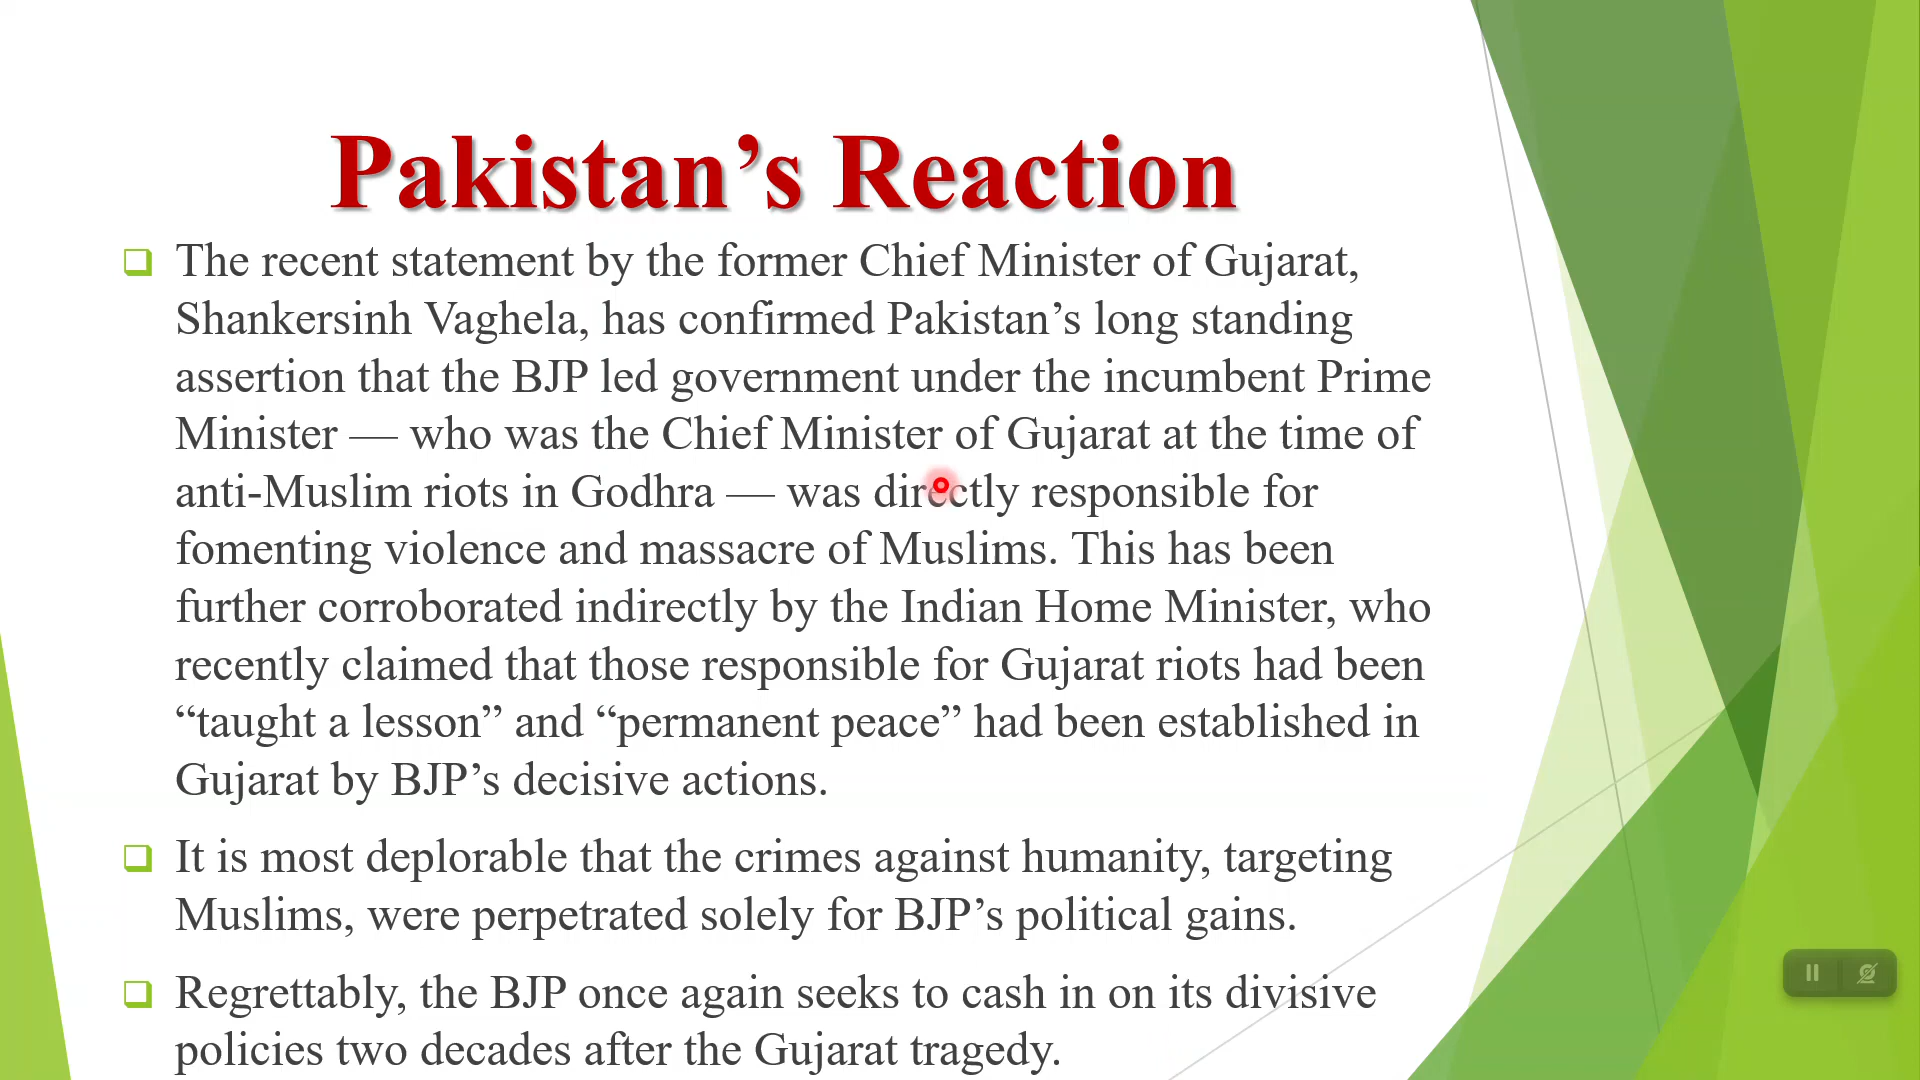 Pakistan’s Reaction
The recent statement by the former Chief Minister of Gujarat,
Shankersinh Vaghela, has confirmed Pakistan’s long standing
assertion that the BJP led government under the incumbent Prime
Minister — who was the Chief Minister of Gujarat at the time of
anti-Muslim riots in Godhra — was directly responsible for
fomenting violence and massacre of Muslims. This has been
further corroborated indirectly by the Indian Home Minister, who
recently claimed that those responsible for Gujarat riots had been
“taught a lesson” and “permanent peace” had been established in
Gujarat by BJP’s decisive actions.
It is most deplorable that the crimes against humanity, targeting
Muslims, were perpetrated solely for BJP’s political gains.
Regrettably, the BJP once again seeks to cash in on its divisive
policies two decades after the Gujarat tragedy.